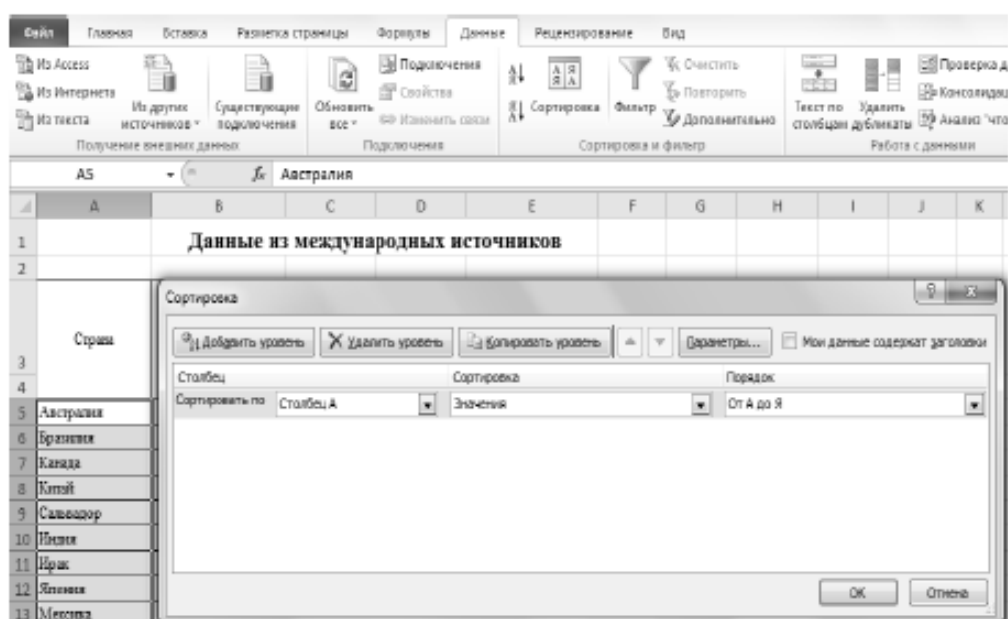 Файл Главная Вставка Разметка страницы Формулы Данные Рецензирование Вид
Из Access
Из Интернета
Из текста
Из других источников
Существующие подключения
Получение внешних данных
Обновить все
Подключения
Свойства
Изменить связи
Подключения
Сортировка
Фильтр
Очистить
Повторить
Дополнительно
Сортировка и фильтр
Текст по столбцам
Удалить дубликаты
Проверка д
Консолидац
Анализ "что
Работа с данными
A5 fx Австралия
A B C D E F G H I J K
1 Данные из международных источников
2
3 Страна
4
5 Австралия
6 Бразилия
7 Канада
8 Китай
9 Сальвадор
10 Индия
11 Ирак
12 Япония
13 Мексика
Сортировка
Добавить уровень Удалить уровень Копировать уровень Параметры... Мои данные содержат заголовки
Столбец Сортировка Порядок
Сортировать по Столбец A Значения От А до Я
ОК Отмена